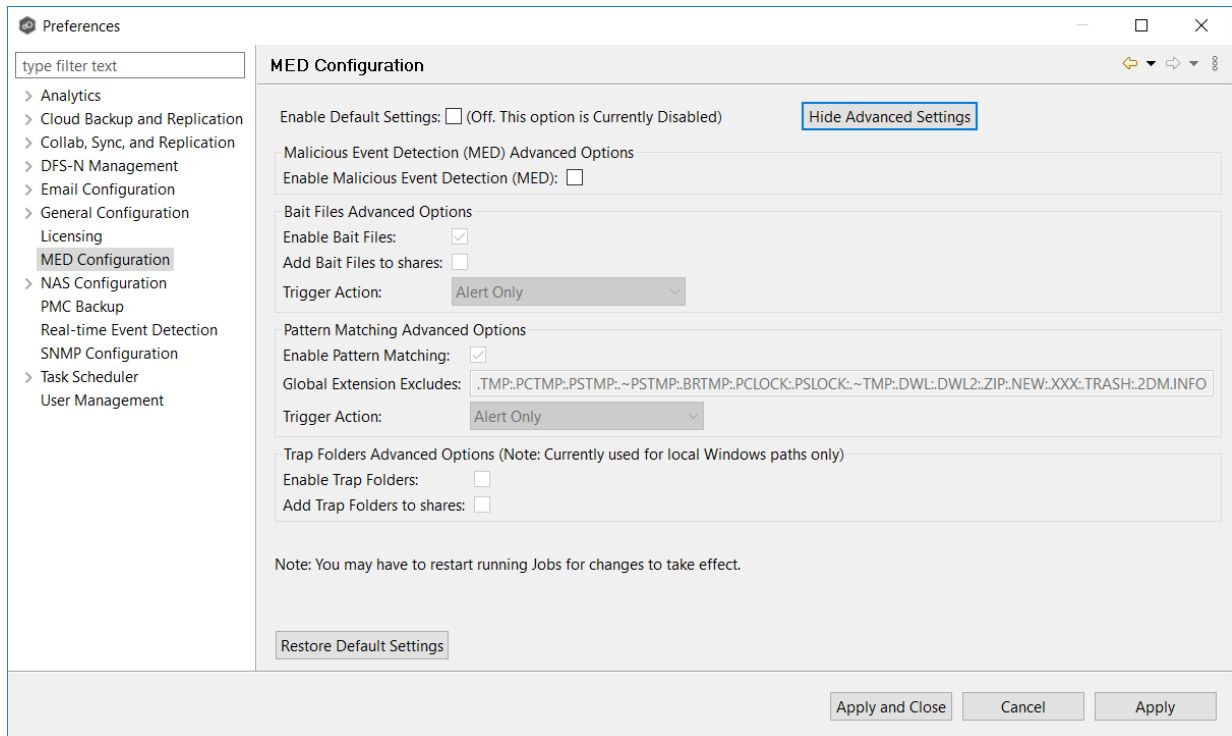 Preferences
type filter text
Analytics
Cloud Backup and Replication
Collab, Sync, and Replication
DFS-N Management
Email Configuration
General Configuration
Licensing
MED Configuration
NAS Configuration
PMC Backup
Real-time Event Detection
SNMP Configuration
Task Scheduler
User Management
MED Configuration
Enable Default Settings: (Off. This option is Currently Disabled) Hide Advanced Settings
Malicious Event Detection (MED) Advanced Options
Enable Malicious Event Detection (MED):
Bait Files Advanced Options
Enable Bait Files:
Add Bait Files to shares:
Trigger Action: Alert Only
Pattern Matching Advanced Options
Enable Pattern Matching:
Global Extension Excludes: .TMP:.PCTMP:.PSTMP:.~PSTMP:.BRTMP:.PCLOCK:.PSLOCK:.~TMP:.DWL:.DWL2:.ZIP:.NEW:.XXX:.TRASH:.2DM.INFO
Trigger Action: Alert Only
Trap Folders Advanced Options (Note: Currently used for local Windows paths only)
Enable Trap Folders:
Add Trap Folders to shares:
Note: You may have to restart running Jobs for changes to take effect.
Restore Default Settings
Apply and Close Cancel Apply